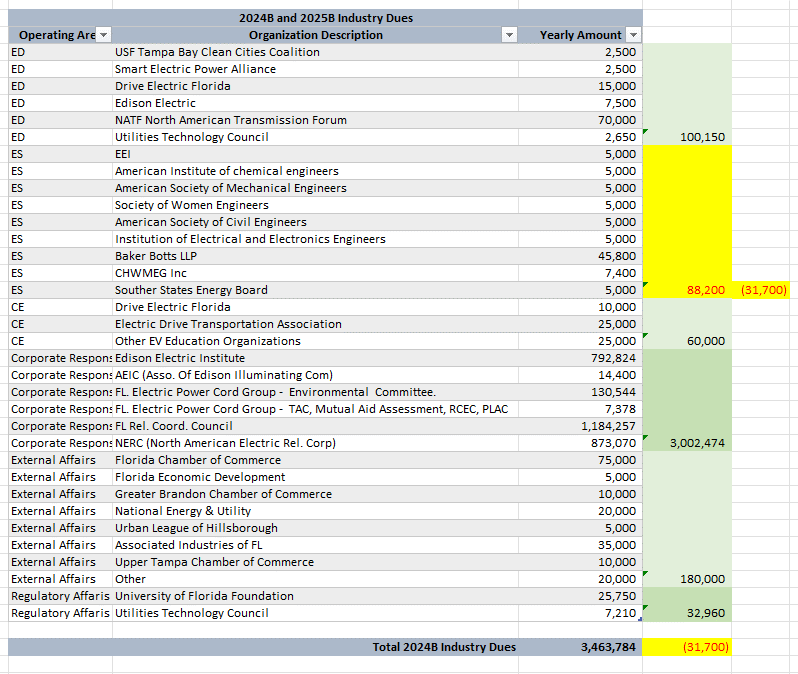 2024B and 2025B Industry Dues
Operating Are Organization Description Yearly Amount
ED USF Tampa Bay Clean Cities Coalition 2,500
ED Smart Electric Power Alliance 2,500
ED Drive Electric Florida 15,000
ED Edison Electric 7,500
ED NATF North American Transmission Forum 70,000
ED Utilities Technology Council 2,650 100,150
ES EEI 5,000
ES American Institute of chemical engineers 5,000
ES American Society of Mechanical Engineers 5,000
ES Society of Women Engineers 5,000
ES American Society of Civil Engineers 5,000
ES Institution of Electrical and Electronics Engineers 5,000
ES Baker Botts LLP 45,800
ES CHWMEG Inc 7,400
ES Souther States Energy Board 5,000 88,200 (31,700)
CE Drive Electric Florida 10,000
CE Electric Drive Transportation Association 25,000
CE Other EV Education Organizations 25,000 60,000
Corporate Respons Edison Electric Institute 792,824
Corporate Respons AEIC (Asso. Of Edison Illuminating Com) 14,400
Corporate Respons FL. Electric Power Cord Group - Environmental Committee. 130,544
Corporate Respons FL. Electric Power Cord Group - TAC, Mutual Aid Assessment, RCEC, PLAC 7,378
Corporate Respons FL Rel. Coord. Council 1,184,257
Corporate Respons NERC (North American Electric Rel. Corp) 873,070 3,002,474
External Affairs Florida Chamber of Commerce 75,000
External Affairs Florida Economic Development 5,000
External Affairs Greater Brandon Chamber of Commerce 10,000
External Affairs National Energy & Utility 20,000
External Affairs Urban League of Hillsborough 5,000
External Affairs Associated Industries of FL 35,000
External Affairs Upper Tampa Chamber of Commerce 10,000
External Affairs Other 20,000 180,000
Regulatory Affaris University of Florida Foundation 25,750
Regulatory Affaris Utilities Technology Council 7,210 32,960
Total 2024B Industry Dues 3,463,784 (31,700)